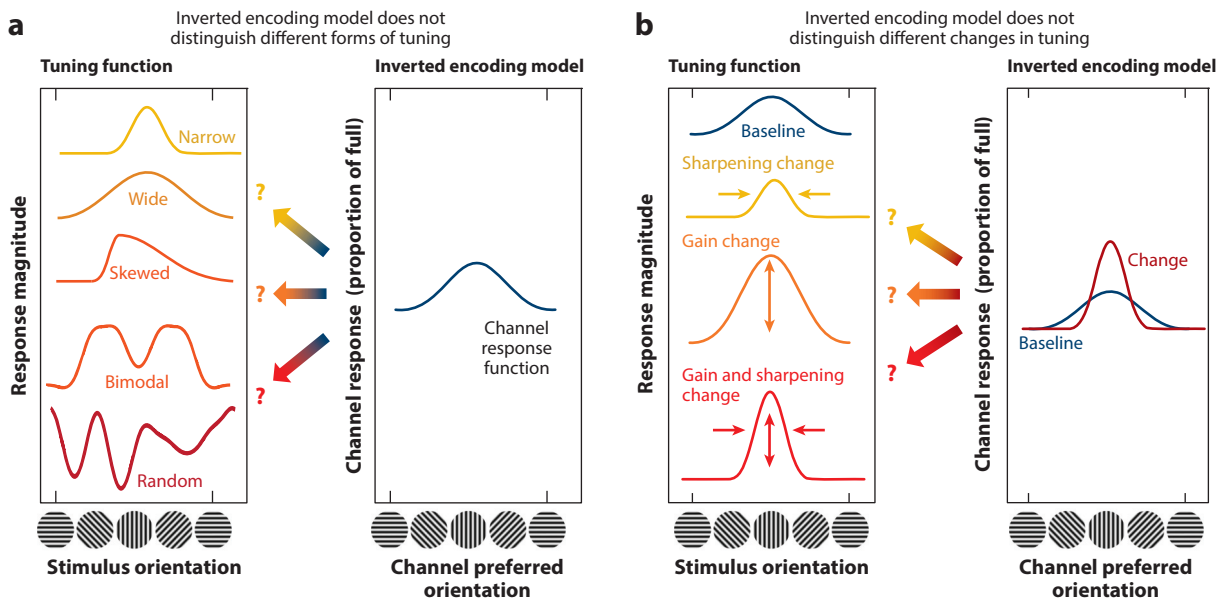 a
Inverted encoding model does not
distinguish different forms of tuning
Tuning function
Inverted encoding model
Response magnitude
Narrow
Wide
Skewed
Bimodal
Random
?
?
?
Stimulus orientation
Channel response (proportion of full)
Channel
response
function
Channel preferred
orientation
b
Inverted encoding model does not
distinguish different changes in tuning
Tuning function
Inverted encoding model
Response magnitude
Baseline
Sharpening change
Gain change
Gain and sharpening
change
?
?
?
Stimulus orientation
Channel response (proportion of full)
Change
Baseline
Channel preferred
orientation